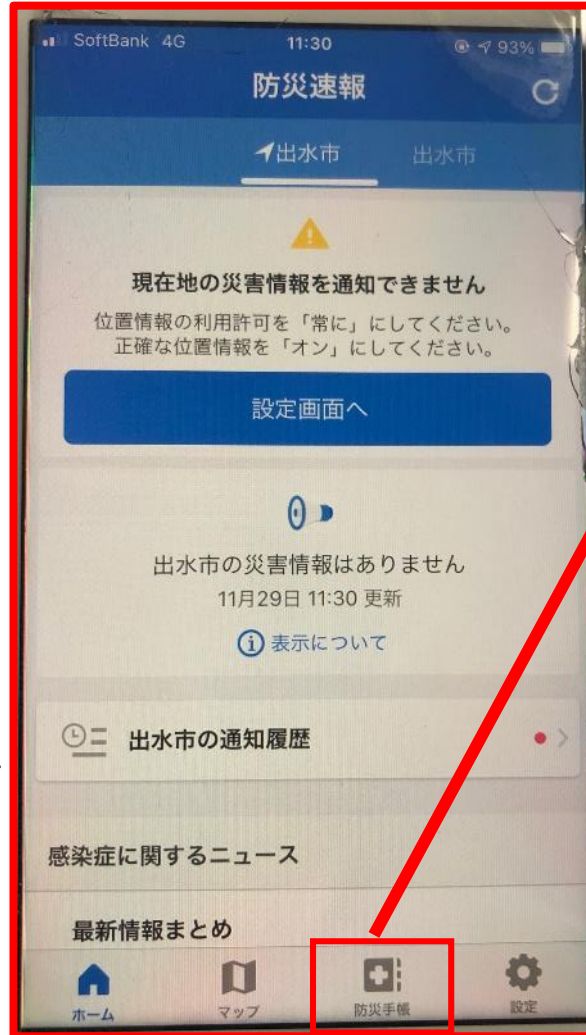 SoftBank 4G 11:30 93%
防災速報
出水市 出水市
現在地の災害情報を通知できません
位置情報の利用許可を「常に」にしてください。
正確な位置情報を「オン」にしてください。
設定画面へ
出水市の災害情報はありません
11月29日 11:30 更新
表示について
出水市の通知履歴
感染症に関するニュース
最新情報まとめ
ホーム マップ 防災手帳 設定